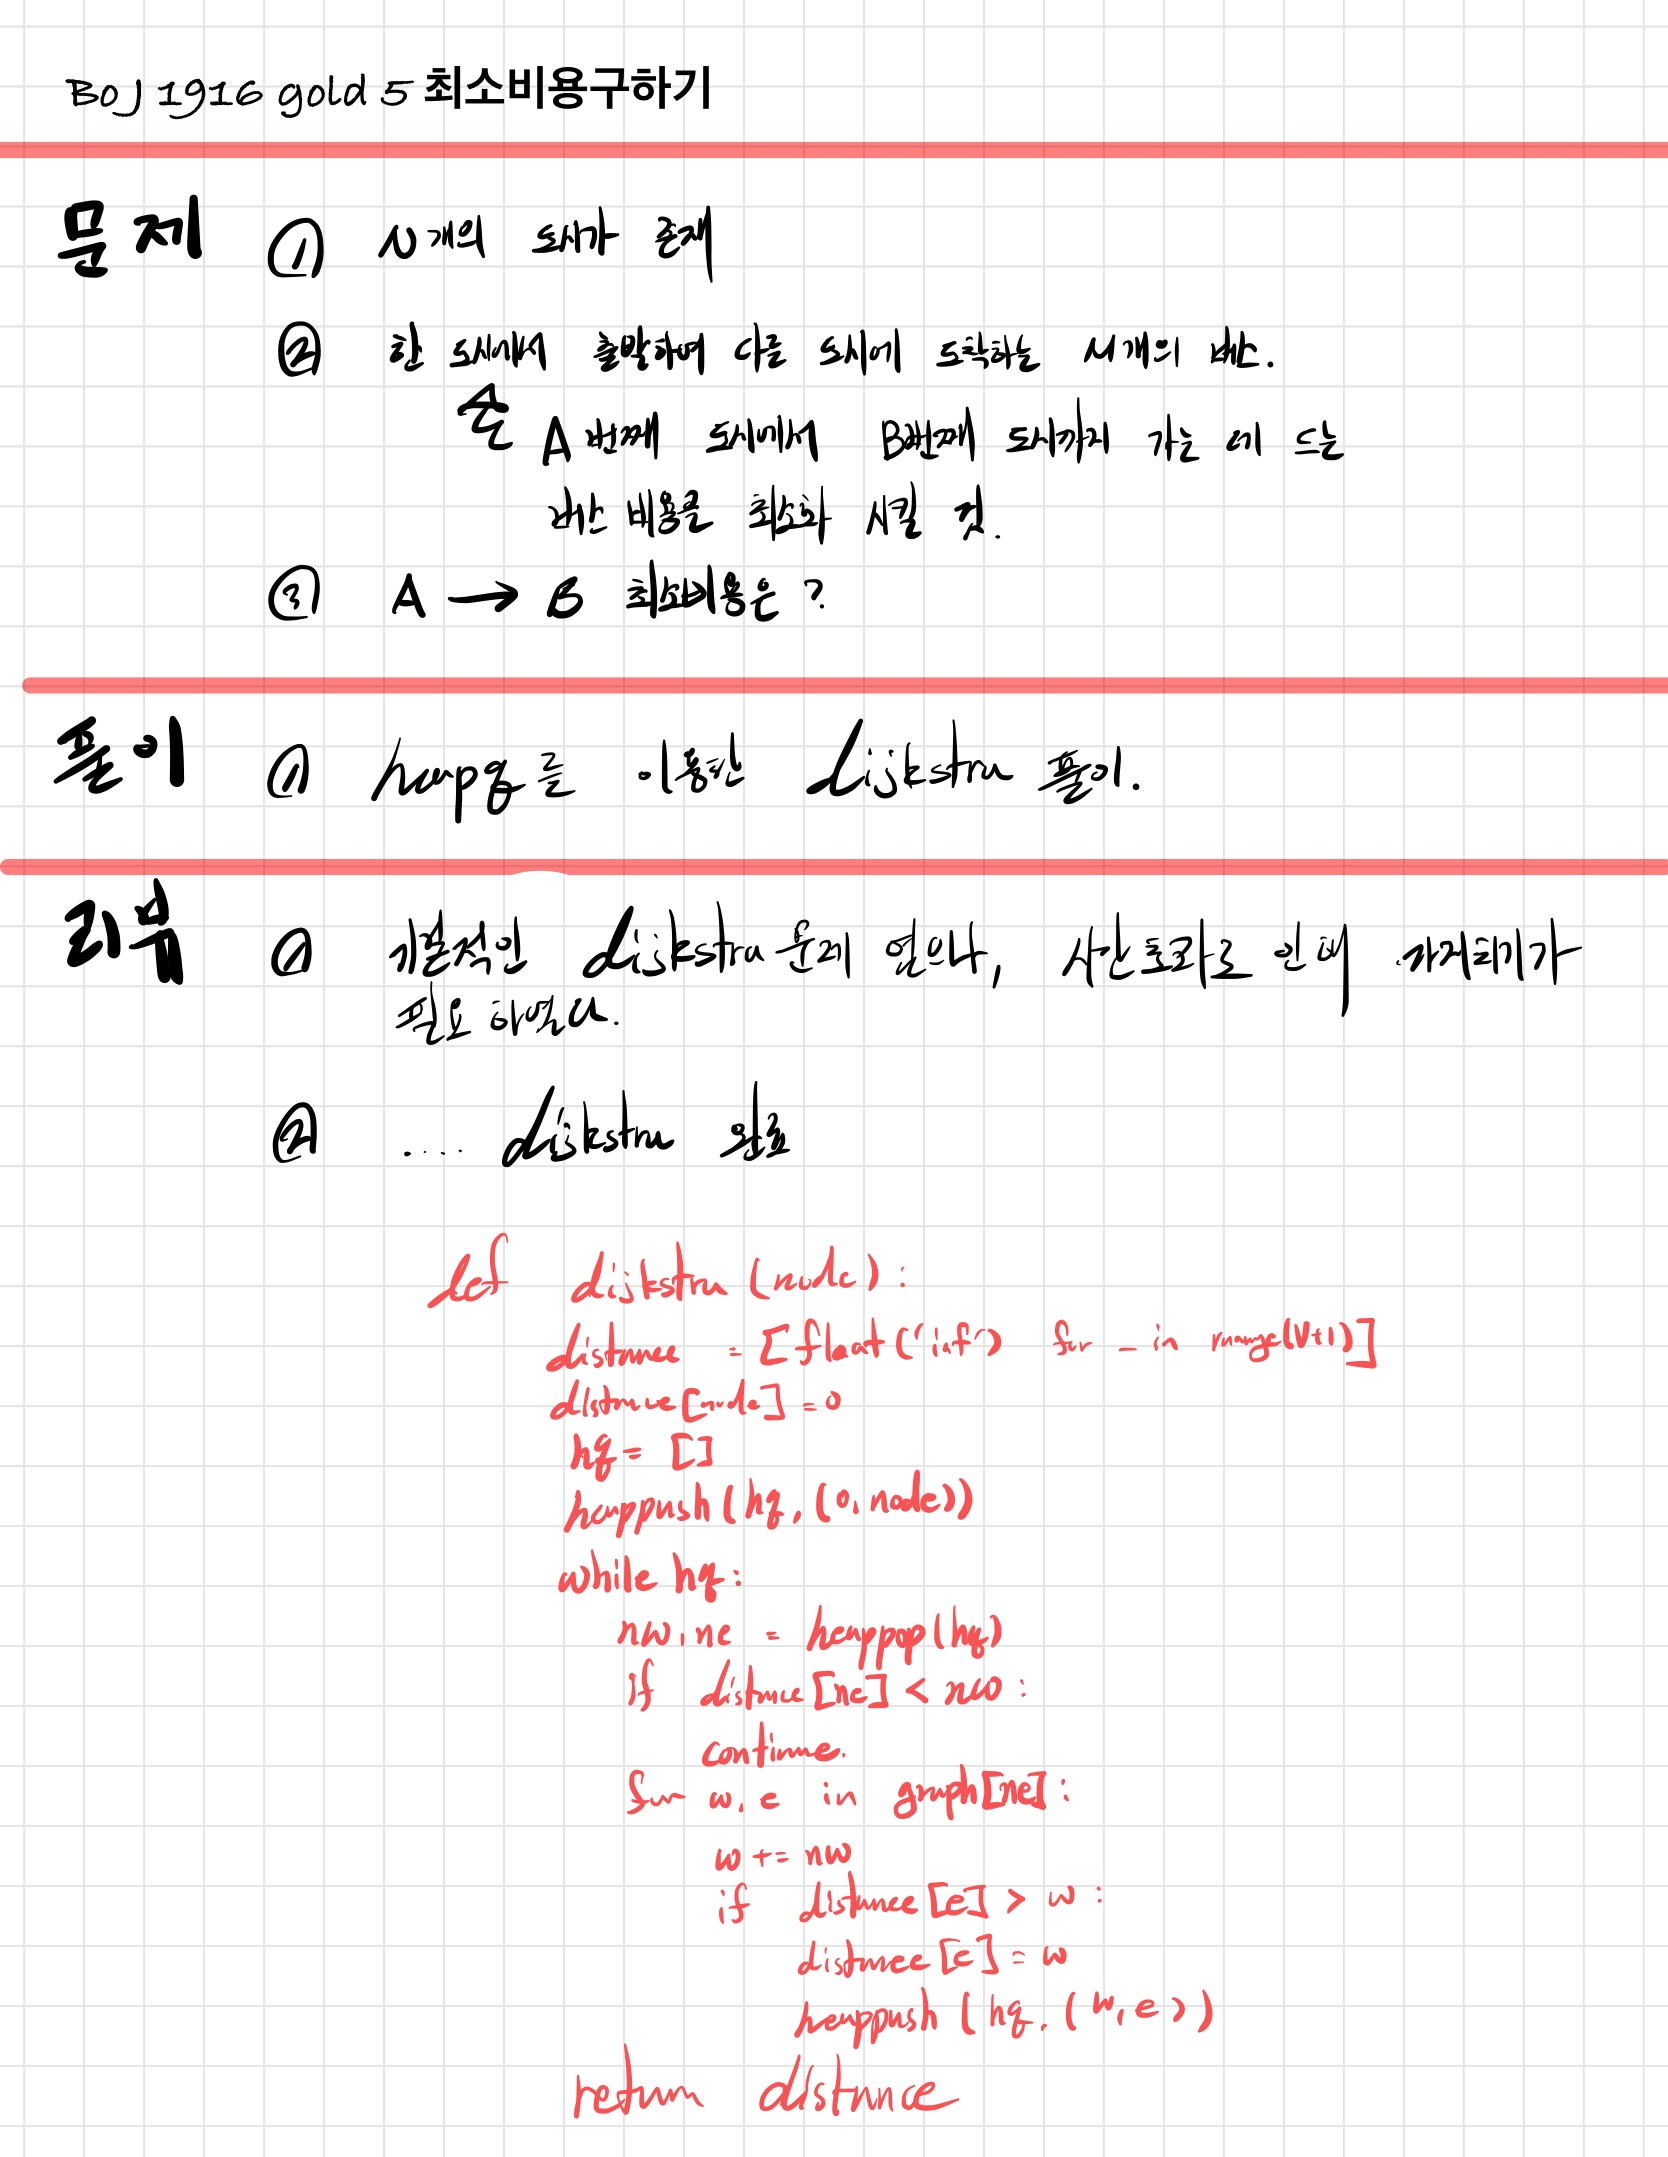 BOJ 1916 gold 5 최소비용구하기
문제 ① N개의 도시가 존재
② 한 도시에서 출발하여 다른 도시에 도착하는 M개의 버스.
단 A번째 도시에서 B번째 도시까지 가는 데 드는
버스 비용을 최소화 시킬 것.
③ A → B 최소비용은?
풀이 ① heapq를 이용한 dijkstra 풀이.
리뷰 ① 기본적인 dijkstra 문제 였으나, 시간초과로 인해 가지치기가
필요하였다.
② .... dijkstra 완료
def dijkstra (node):
distance = [float('inf') for _ in range(V+1)]
distance[node] = 0
hq = []
heappush(hq, (0, node))
while hq:
nw, ne = heappop(hq)
if distance[ne] < nw:
continue.
for w, e in graph[ne]:
w += nw
if distance[e] > w:
distance[e] = w
heappush(hq, (w, e))
return distance